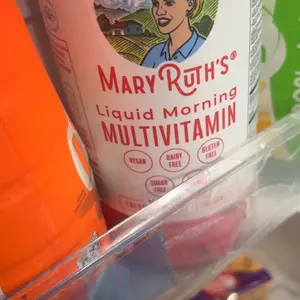 MARY RUTH'S®
Liquid Morning
MULTIVITAMIN
VEGAN
DAIRY FREE
GLUTEN FREE
SUGAR FREE